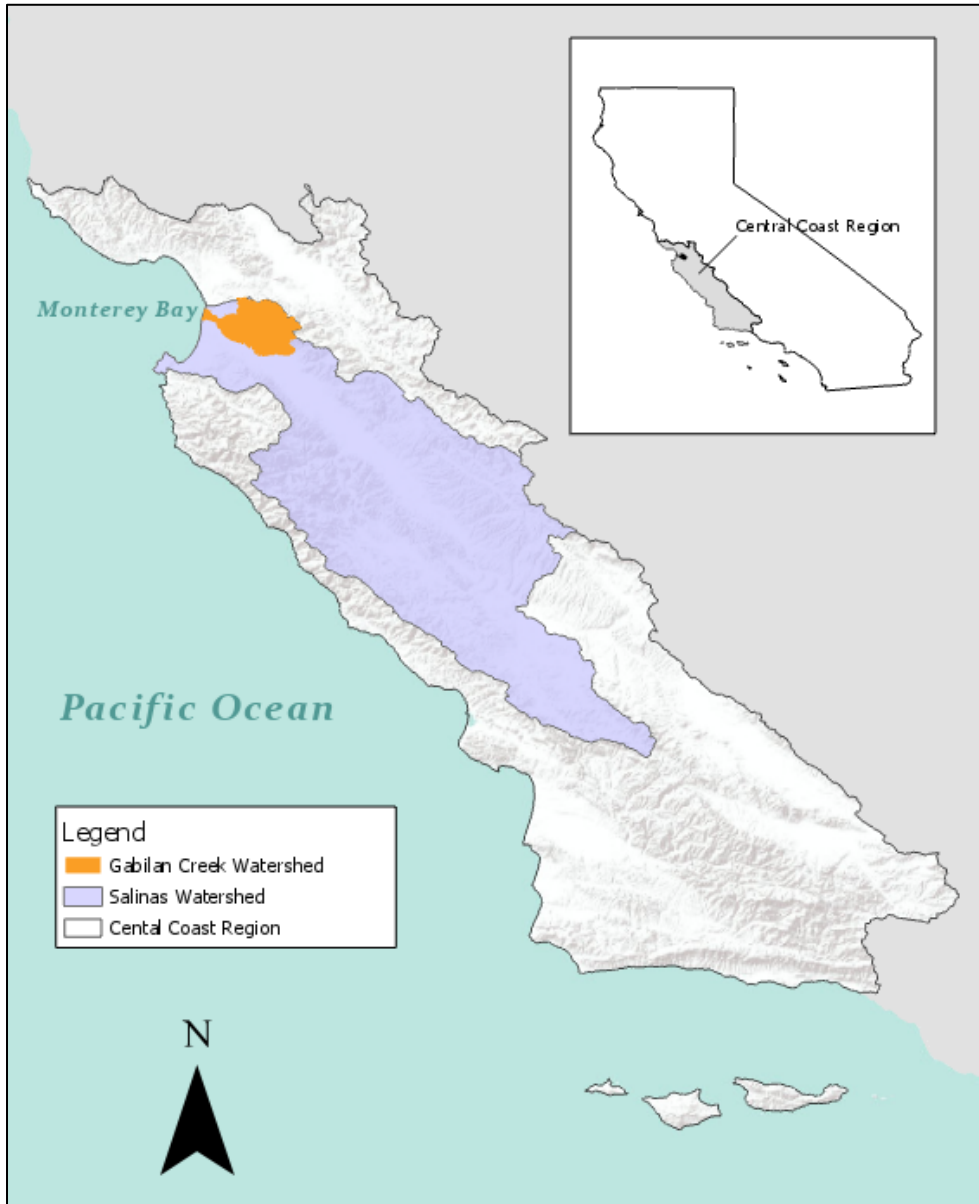 Central Coast Region
Monterey Bay
Pacific Ocean
Legend
Gabilan Creek Watershed
Salinas Watershed
Cental Coast Region
N